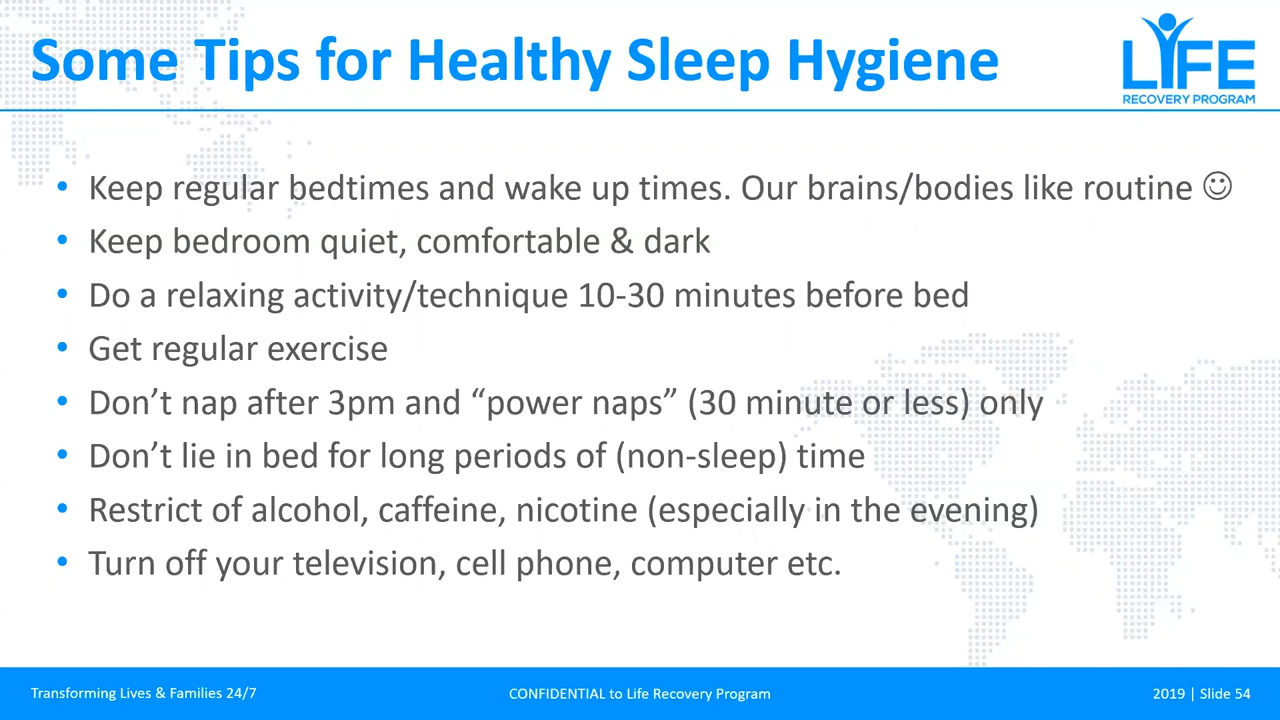 Some Tips for Healthy Sleep Hygiene
LIFE
RECOVERY PROGRAM
• Keep regular bedtimes and wake up times. Our brains/bodies like routine ☺
• Keep bedroom quiet, comfortable & dark
• Do a relaxing activity/technique 10-30 minutes before bed
• Get regular exercise
• Don’t nap after 3pm and “power naps” (30 minute or less) only
• Don’t lie in bed for long periods of (non-sleep) time
• Restrict of alcohol, caffeine, nicotine (especially in the evening)
• Turn off your television, cell phone, computer etc.
Transforming Lives & Families 24/7
CONFIDENTIAL to Life Recovery Program
2019 | Slide 54